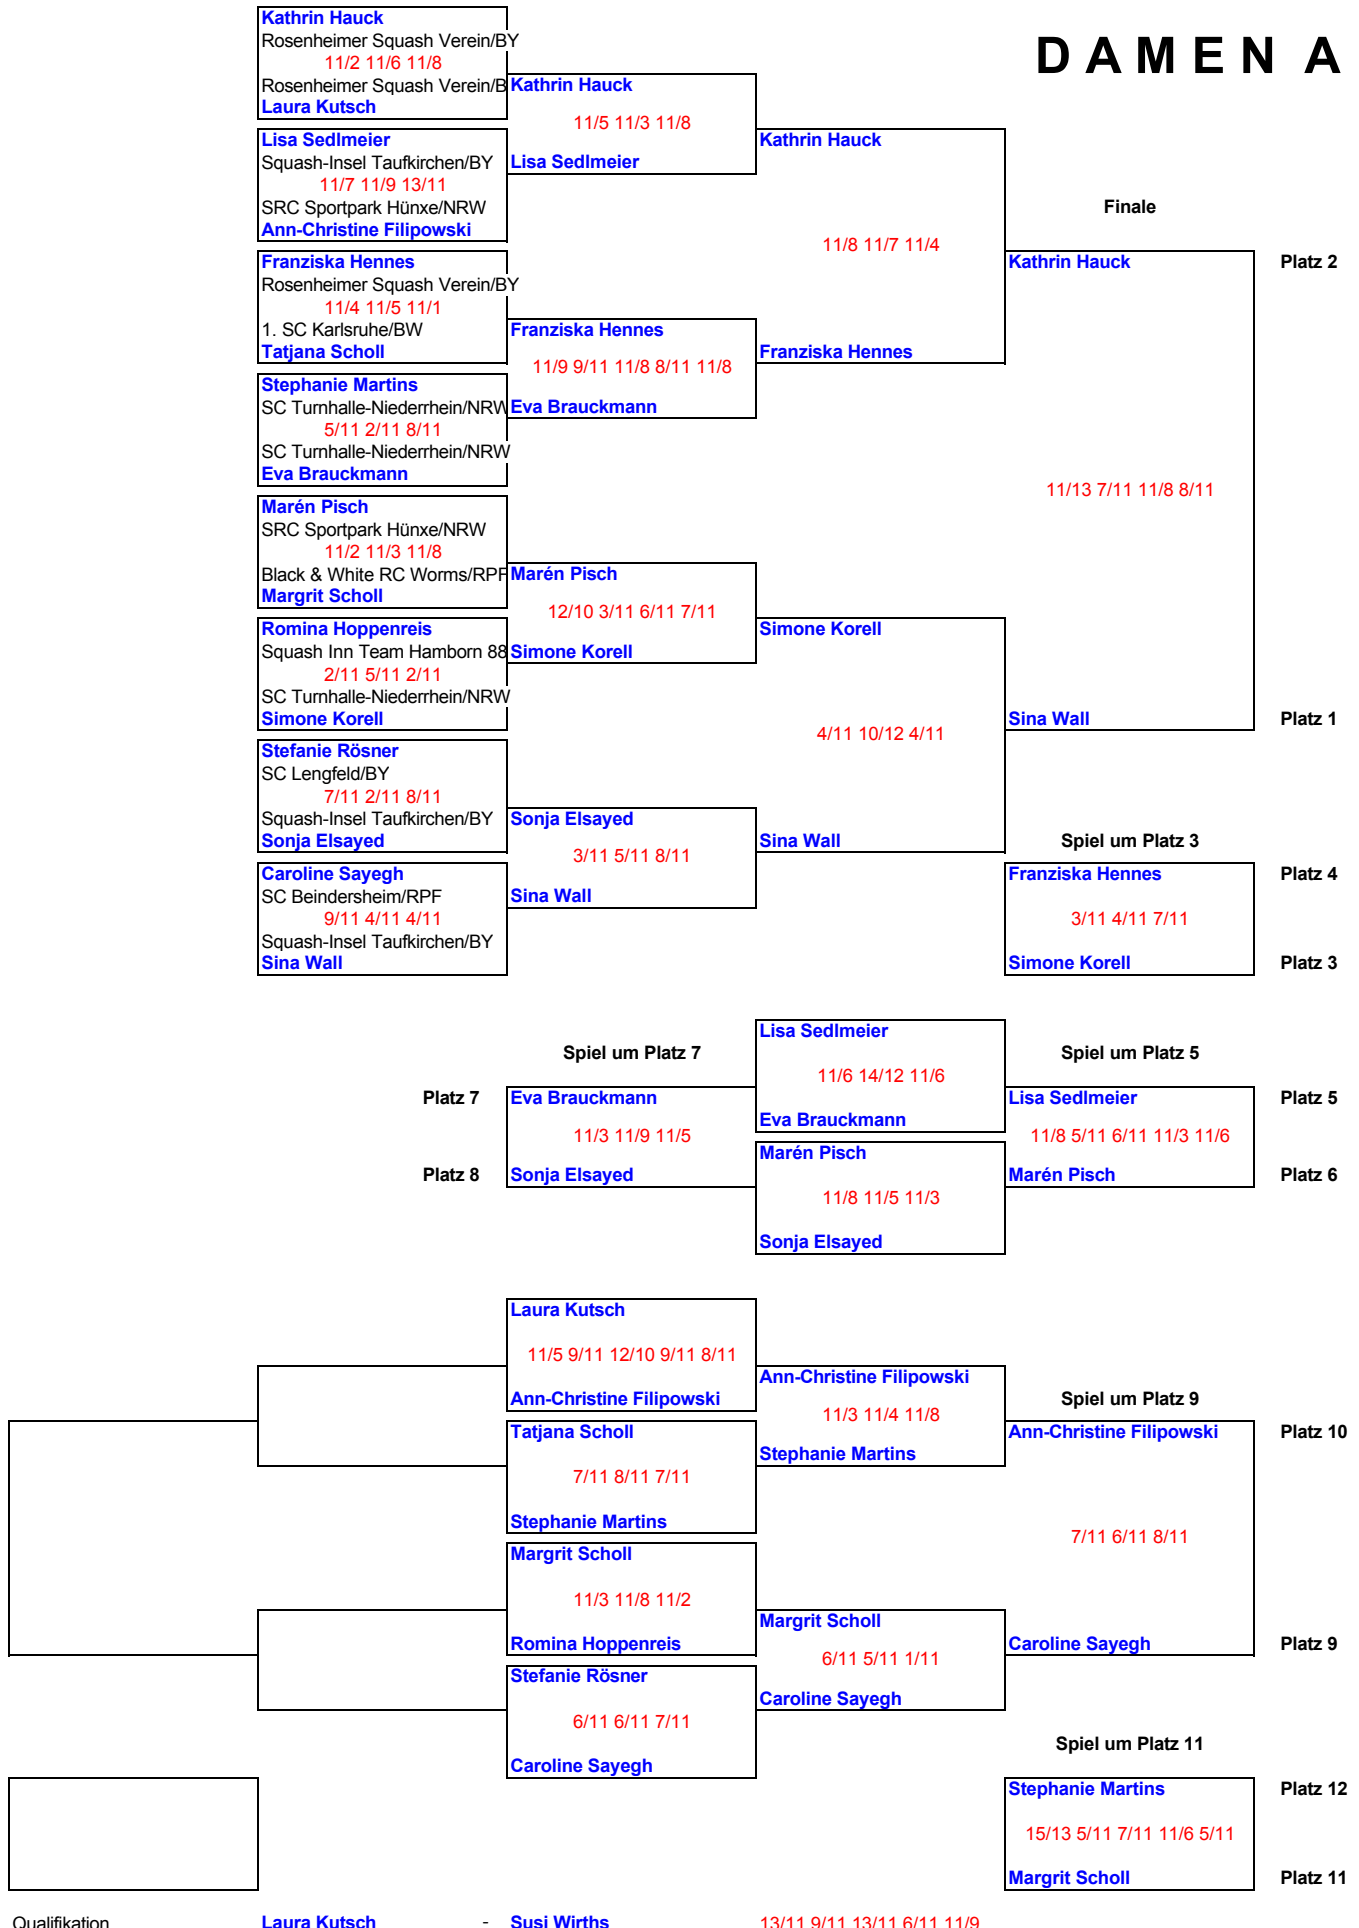 DAMEN A
Kathrin Hauck
Rosenheimer Squash Verein/BY
11/2 11/6 11/8
Rosenheimer Squash Verein/B
Laura Kutsch
Lisa Sedlmeier
Squash-Insel Taufkirchen/BY
11/7 11/9 13/11
SRC Sportpark Hünxe/NRW
Ann-Christine Filipowski
Franziska Hennes
Rosenheimer Squash Verein/BY
11/4 11/5 11/1
1. SC Karlsruhe/BW
Tatjana Scholl
Stephanie Martins
SC Turnhalle-Niederrhein/NRW
5/11 2/11 8/11
SC Turnhalle-Niederrhein/NRW
Eva Brauckmann
Marén Pisch
SRC Sportpark Hünxe/NRW
11/2 11/3 11/8
Black & White RC Worms/RPF
Margrit Scholl
Romina Hoppenreis
Squash Inn Team Hamborn 88
2/11 5/11 2/11
SC Turnhalle-Niederrhein/NRW
Simone Korell
Stefanie Rösner
SC Lengfeld/BY
7/11 2/11 8/11
Squash-Insel Taufkirchen/BY
Sonja Elsayed
Caroline Sayegh
SC Beindersheim/RPF
9/11 4/11 4/11
Squash-Insel Taufkirchen/BY
Sina Wall
Kathrin Hauck
11/5 11/3 11/8
Lisa Sedlmeier
Franziska Hennes
11/9 9/11 11/8 8/11 11/8
Eva Brauckmann
Marén Pisch
12/10 3/11 6/11 7/11
Simone Korell
Sonja Elsayed
3/11 5/11 8/11
Sina Wall
Kathrin Hauck
11/8 11/7 11/4
Franziska Hennes
Simone Korell
4/11 10/12 4/11
Sina Wall
Finale
Kathrin Hauck Platz 2
11/13 7/11 11/8 8/11
Sina Wall Platz 1
Spiel um Platz 3
Franziska Hennes Platz 4
3/11 4/11 7/11
Simone Korell Platz 3
Lisa Sedlmeier
11/6 14/12 11/6
Eva Brauckmann
Marén Pisch
11/8 11/5 11/3
Sonja Elsayed
Spiel um Platz 7
Platz 7 Eva Brauckmann
11/3 11/9 11/5
Platz 8 Sonja Elsayed
Spiel um Platz 5
Lisa Sedlmeier Platz 5
11/8 5/11 6/11 11/3 11/6
Marén Pisch Platz 6
Laura Kutsch
11/5 9/11 12/10 9/11 8/11
Ann-Christine Filipowski
Tatjana Scholl
7/11 8/11 7/11
Stephanie Martins
Margrit Scholl
11/3 11/8 11/2
Romina Hoppenreis
Stefanie Rösner
6/11 6/11 7/11
Caroline Sayegh
Ann-Christine Filipowski
11/3 11/4 11/8
Stephanie Martins
Margrit Scholl
6/11 5/11 1/11
Caroline Sayegh
Spiel um Platz 9
Ann-Christine Filipowski Platz 10
7/11 6/11 8/11
Caroline Sayegh Platz 9
Spiel um Platz 11
Stephanie Martins Platz 12
15/13 5/11 7/11 11/6 5/11
Margrit Scholl Platz 11
Qualifikation Laura Kutsch - Susi Wirths 13/11 9/11 13/11 6/11 11/9